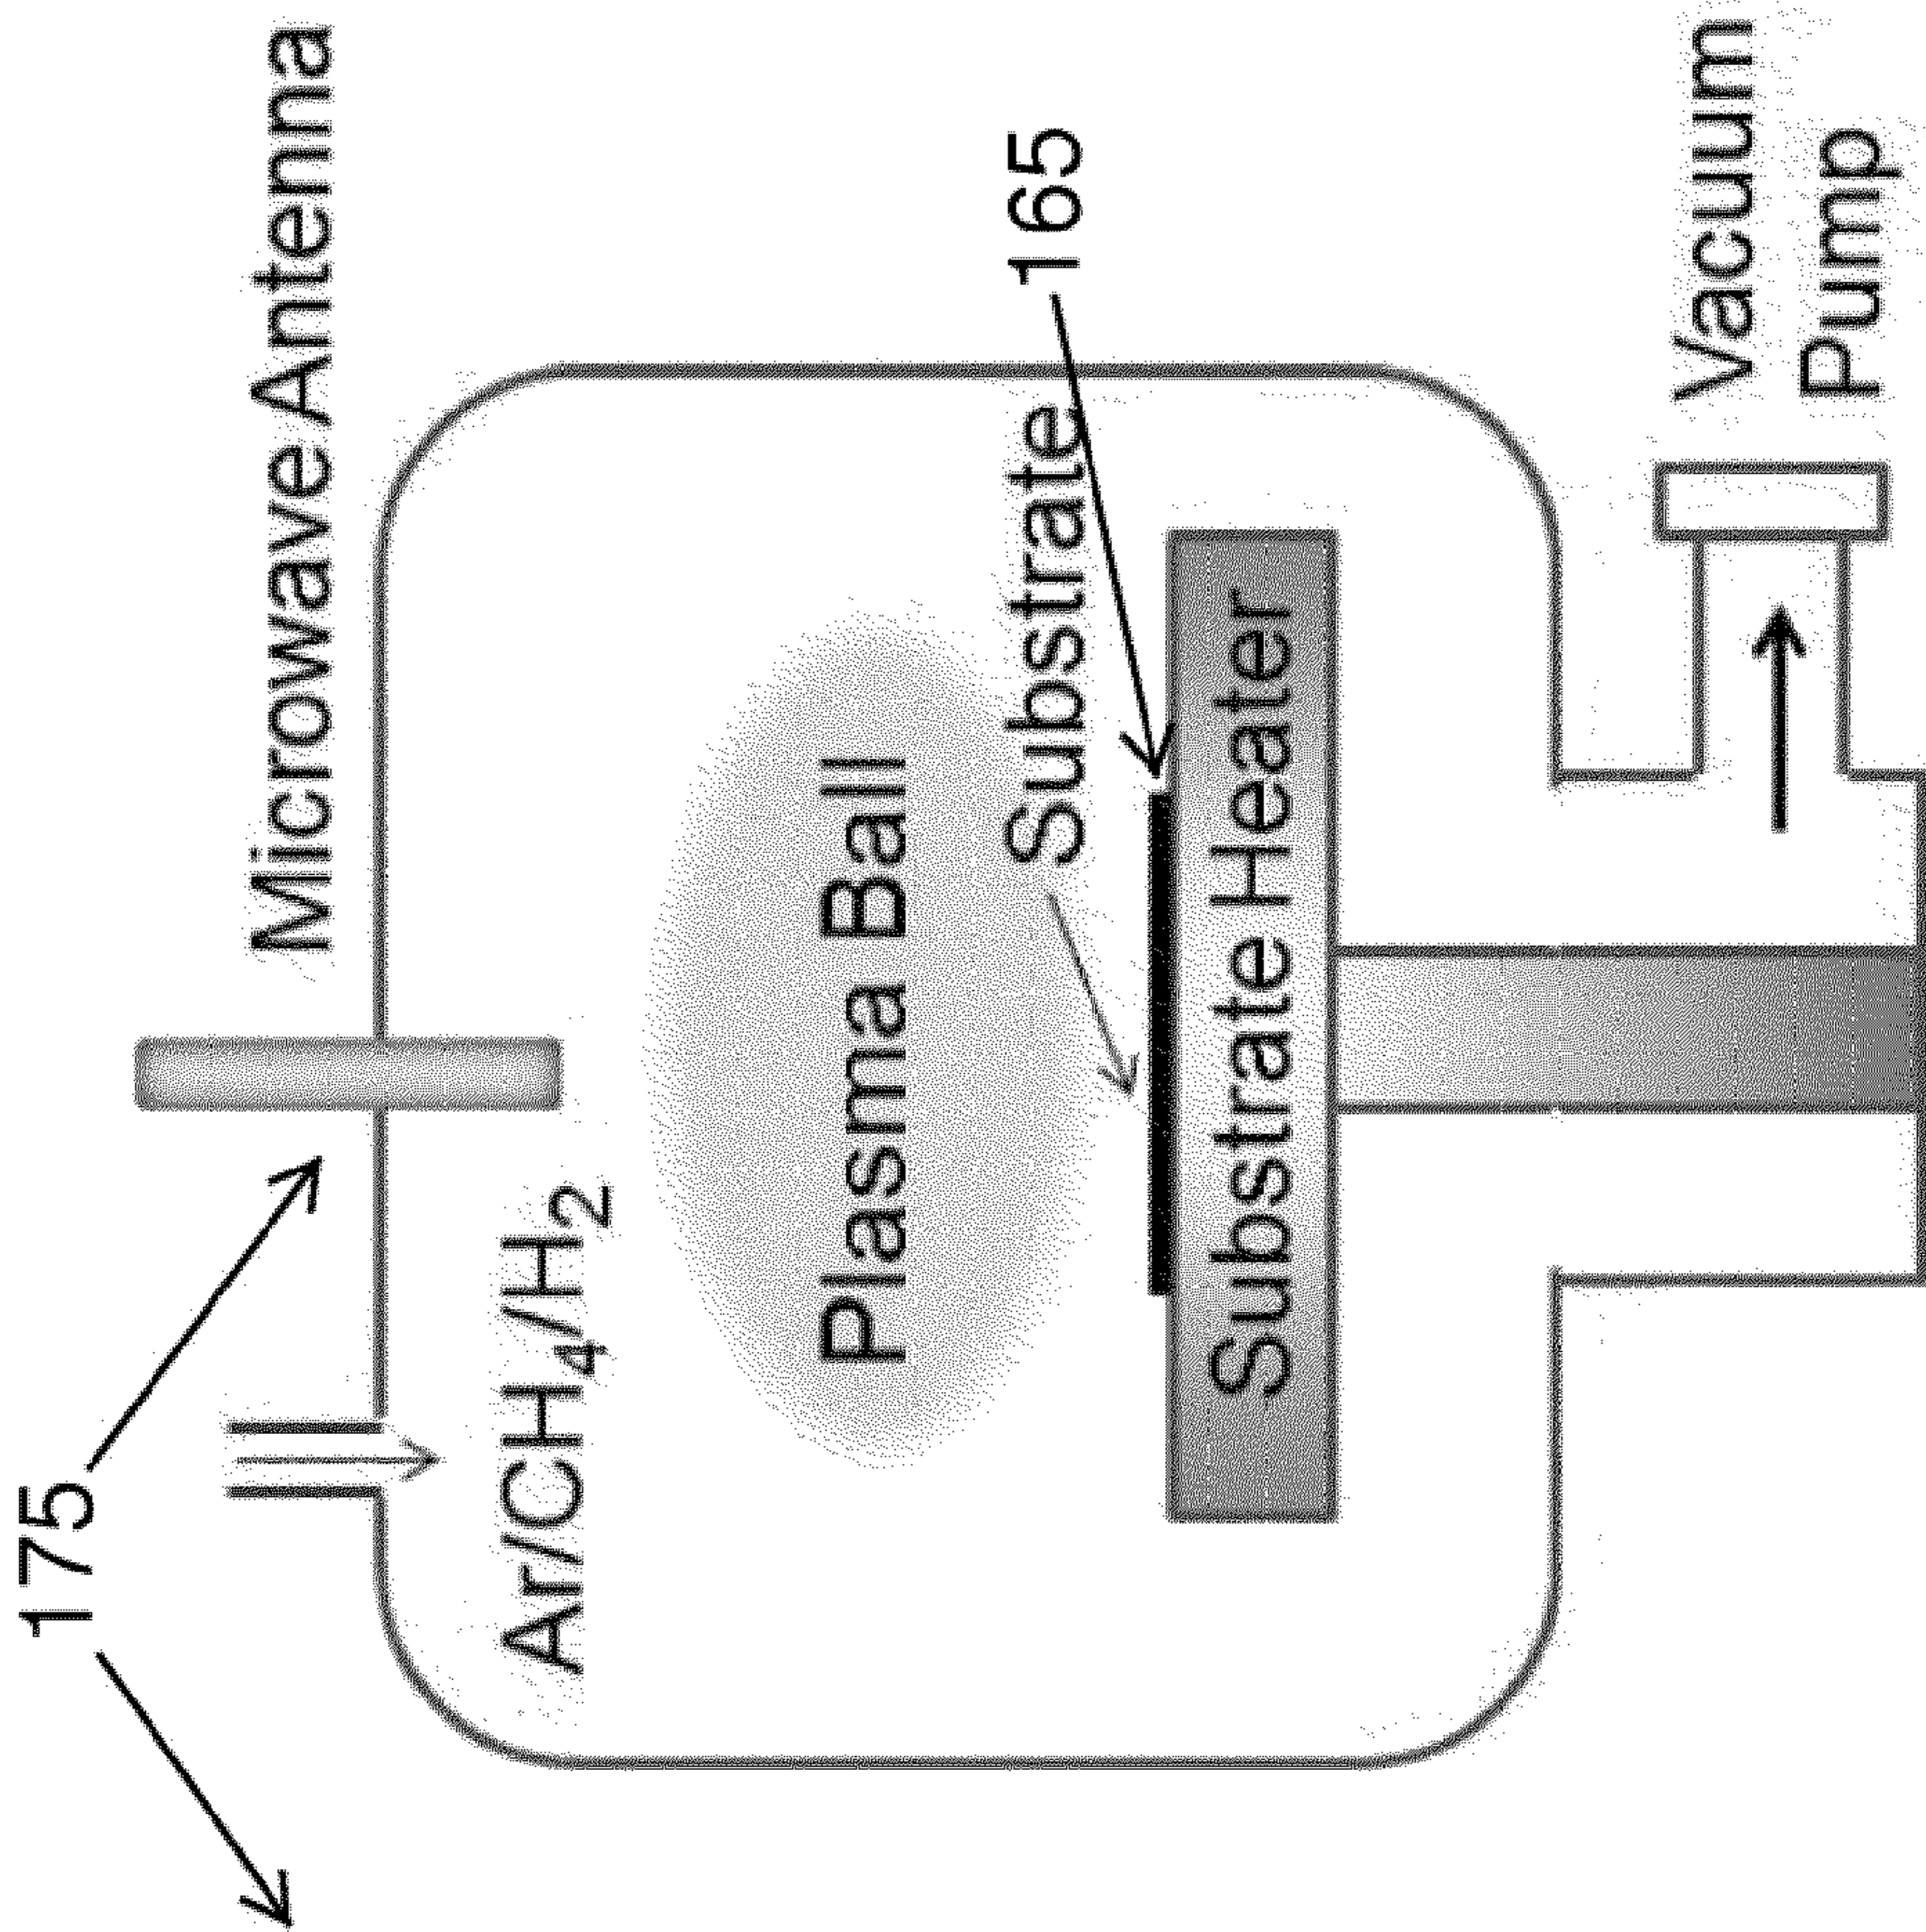 175
Microwave Antenna
Ar/CH₄/H₂
Plasma Ball
Substrate
165
Substrate Heater
Vacuum
Pump